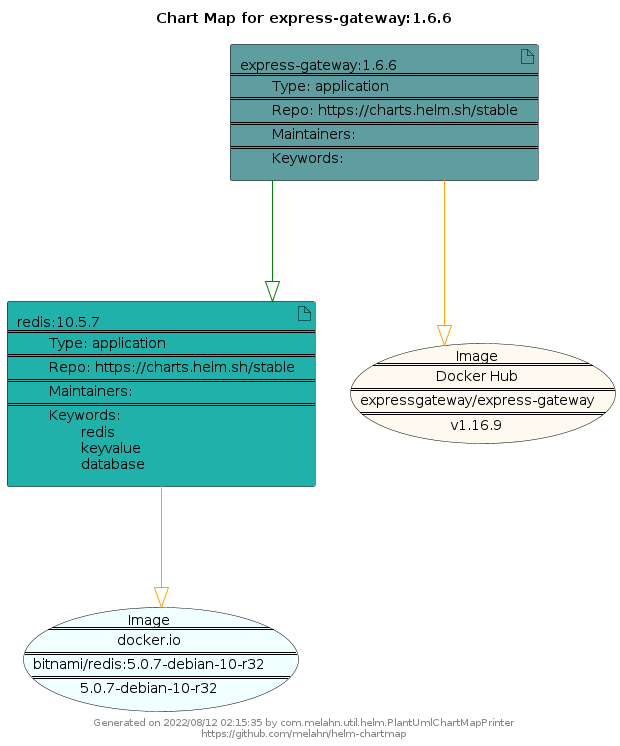 Chart Map for express-gateway:1.6.6
express-gateway:1.6.6
Type: application
Repo: https://charts.helm.sh/stable
Maintainers:
Keywords:
redis:10.5.7
Type: application
Repo: https://charts.helm.sh/stable
Maintainers:
Keywords:
redis
keyvalue
database
Image
Docker Hub
expressgateway/express-gateway
v1.16.9
Image
docker.io
bitnami/redis:5.0.7-debian-10-r32
5.0.7-debian-10-r32
Generated on 2022/08/12 02:15:35 by com.melahn.util.helm.PlantUmlChartMapPrinter
https://github.com/melahn/helm-chartmap